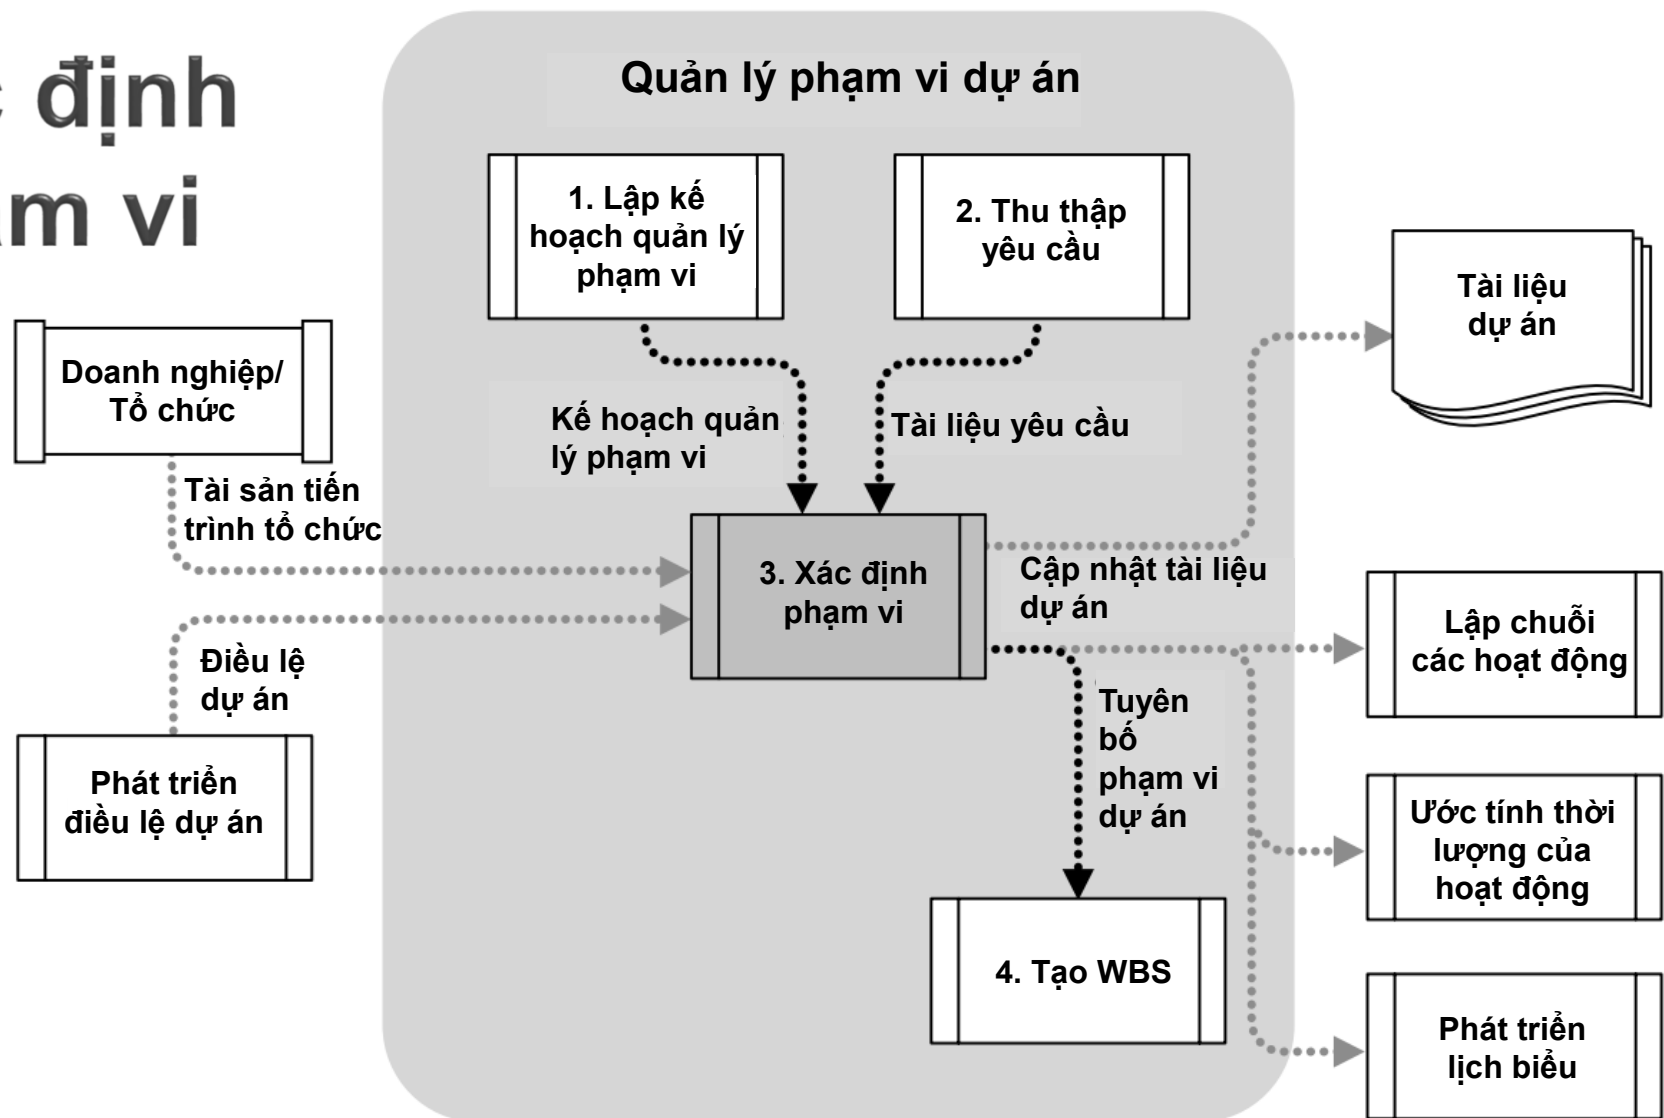 định
vi
Quản lý phạm vi dự án
1. Lập kế
hoạch quản lý
phạm vi
2. Thu thập
yêu cầu
Tài liệu
dự án
Doanh nghiệp/
Tổ chức
Kế hoạch quản
lý phạm vi
Tài liệu yêu cầu
Tài sản tiến
trình tổ chức
3. Xác định
phạm vi
Cập nhật tài liệu
dự án
Lập chuỗi
các hoạt động
Điều lệ
dự án
Tuyên
bố
phạm vi
dự án
Phát triển
điều lệ dự án
Ước tính thời
lượng của
hoạt động
4. Tạo WBS
Phát triển
lịch biểu